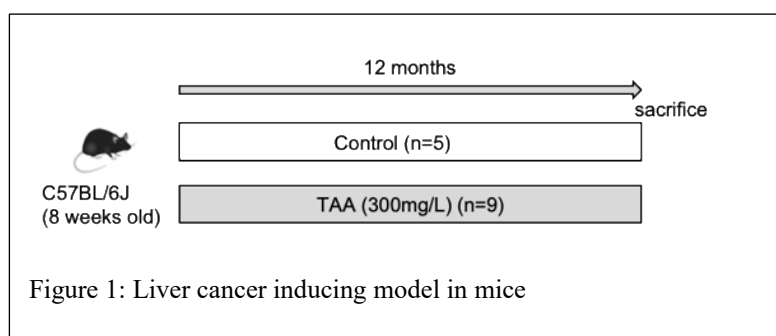 12 months
sacrifice
Control (n=5)
C57BL/6J
(8 weeks old)
TAA (300mg/L) (n=9)
Figure 1: Liver cancer inducing model in mice